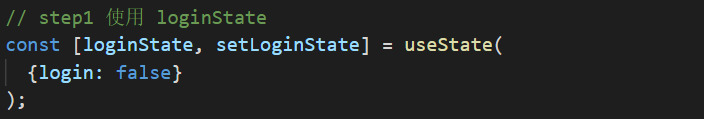 // step1 使用 loginState
const [loginState, setLoginState] = useState(
  {login: false}
);